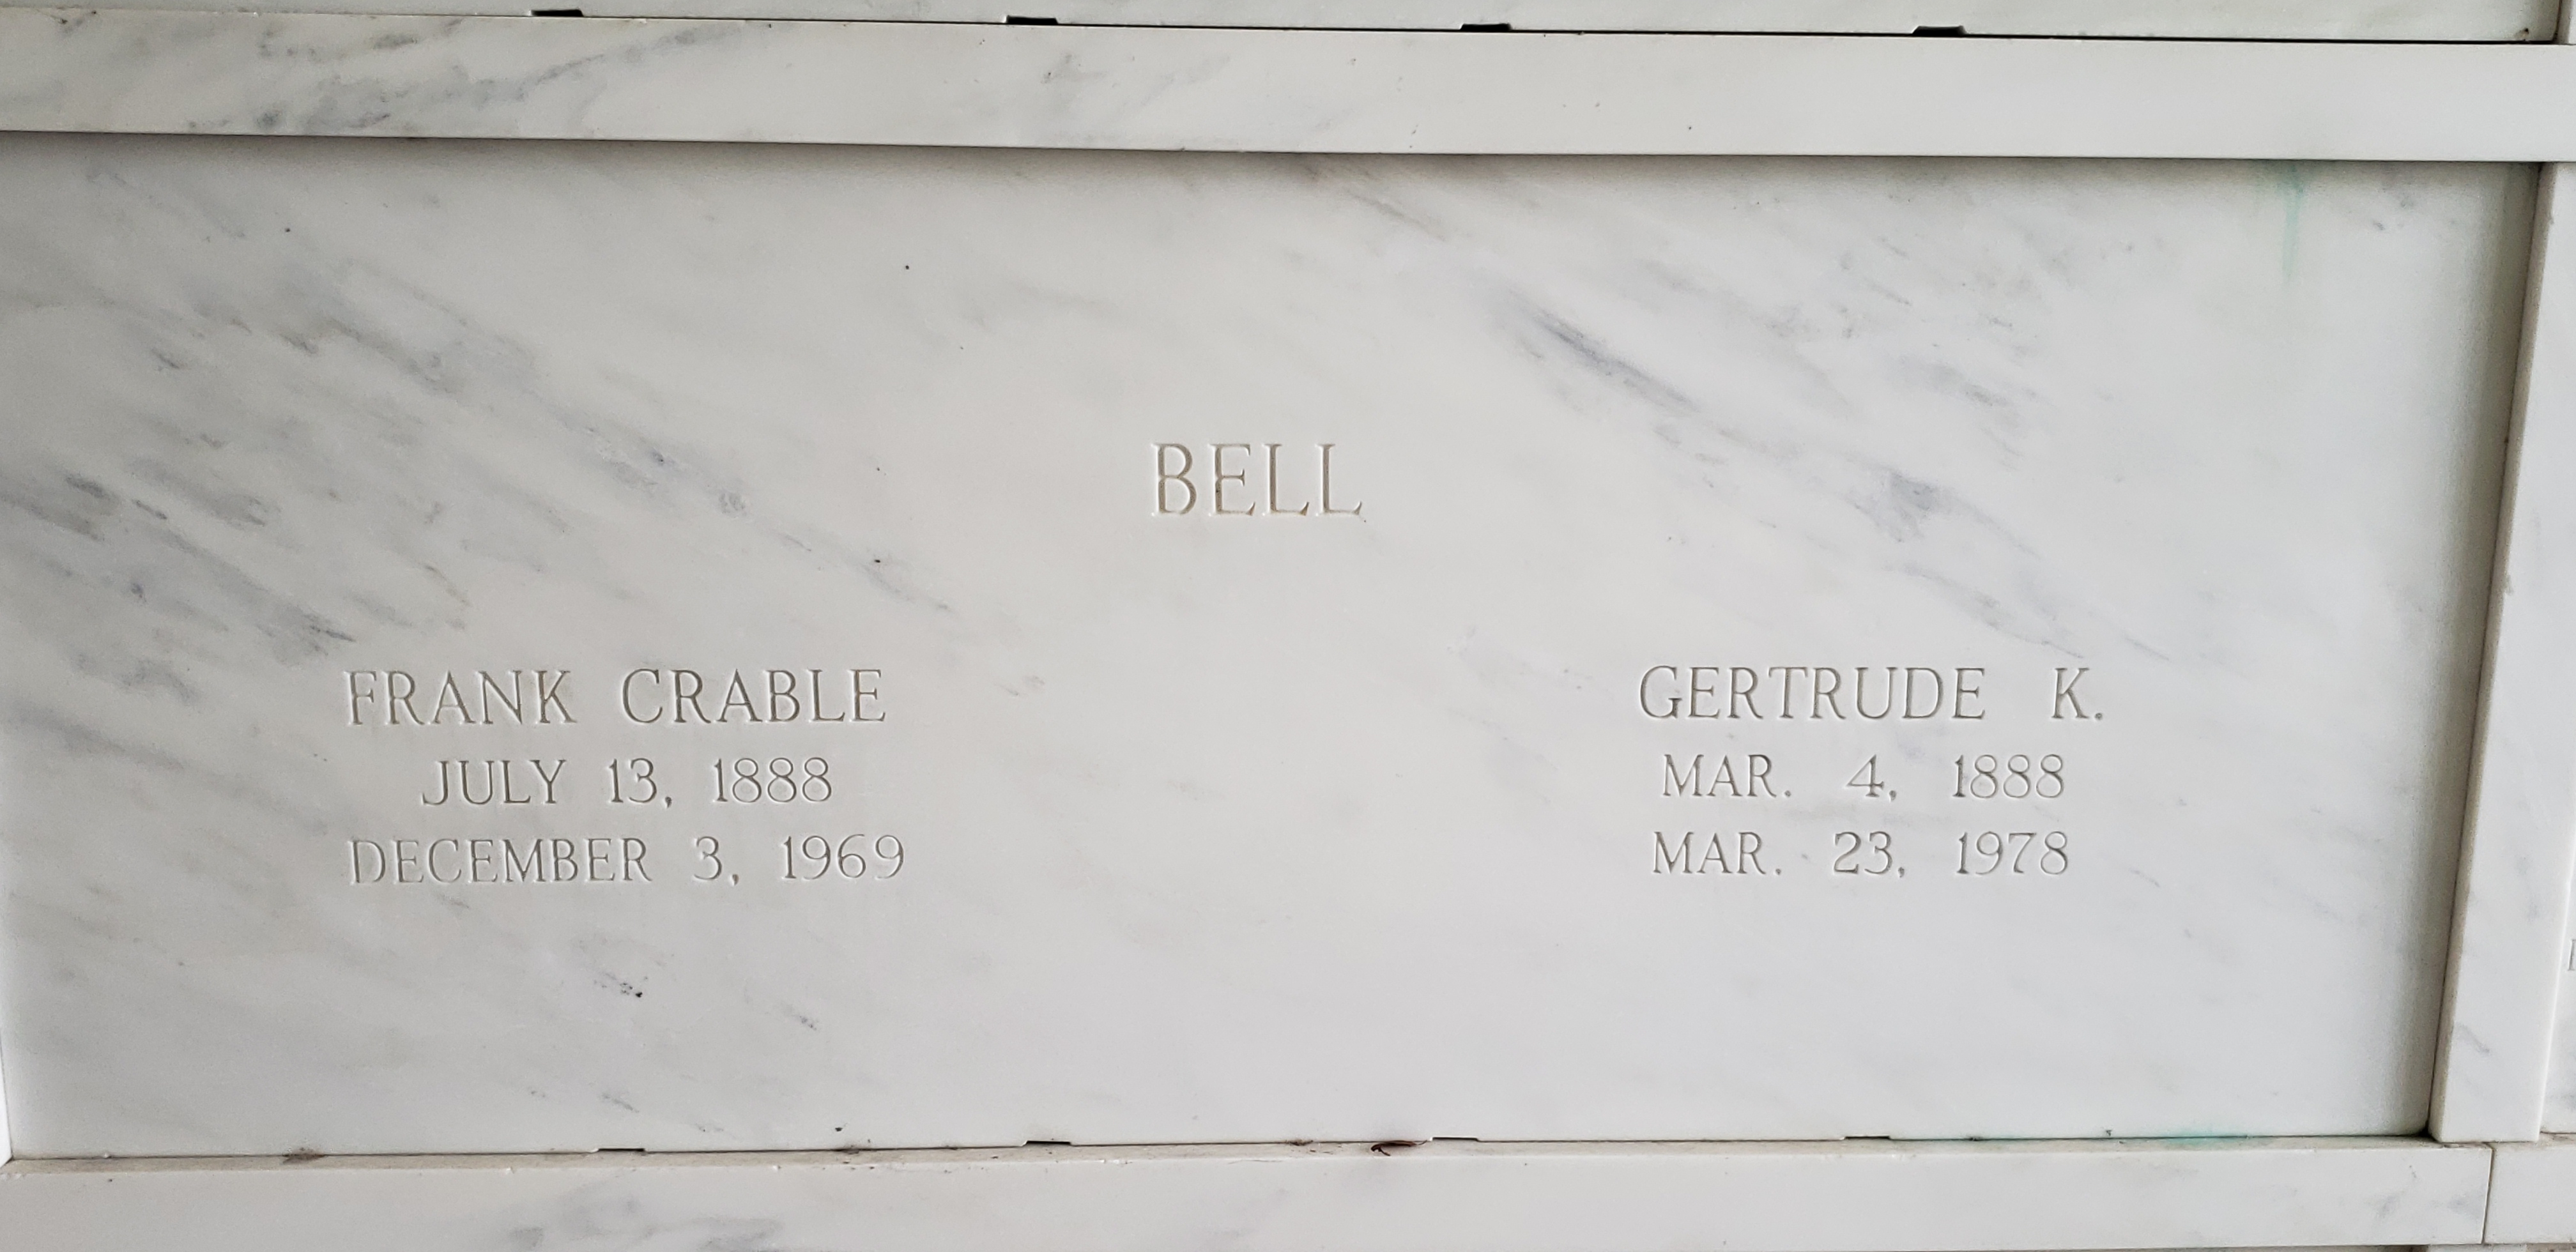 BELL
FRANK CRABLE
JULY 13, 1888
DECEMBER 3, 1969
GERTRUDE K.
MAR. 4, 1888
MAR. 23, 1978